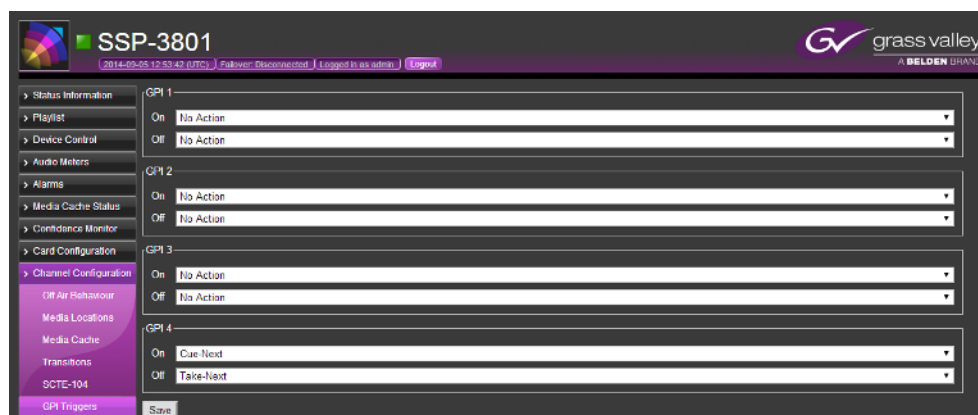 SSP-3801
2014-09-05 12:53:42 (UTC) Failover: Disconnected Logged in as admin Logout
GV grass valley
A BELDEN BRAND
Status Information
Playlist
Device Control
Audio Meters
Alarms
Media Cache Status
Confidence Monitor
Card Configuration
Channel Configuration
Off Air Behaviour
Media Locations
Media Cache
Transitions
SCTE-104
GPI Triggers
GPI 1
On No Action
Off No Action
GPI 2
On No Action
Off No Action
GPI 3
On No Action
Off No Action
GPI 4
On Cue-Next
Off Take-Next
Save